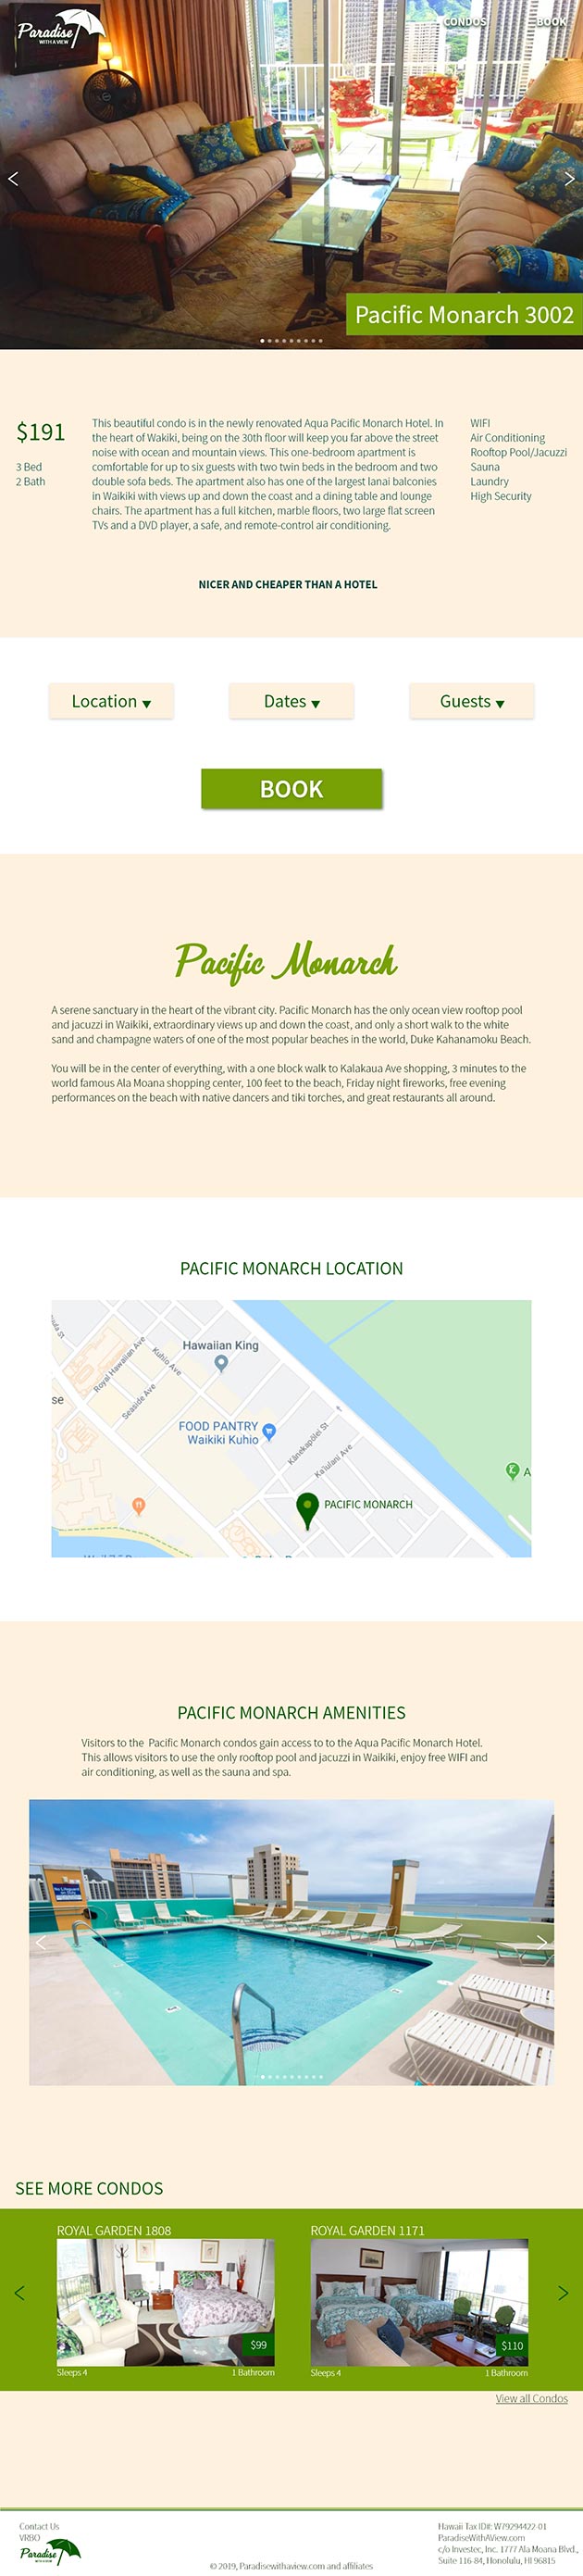 Paradise
WITH A VIEW
CONDOS
BOOK
Pacific Monarch 3002
$191
3 Bed
2 Bath
This beautiful condo is in the newly renovated Aqua Pacific Monarch Hotel. In
the heart of Wakiki, being on the 30th floor will keep you far above the street
noise with ocean and mountain views. This one-bedroom apartment is
comfortable for up to six guests with two twin beds in the bedroom and two
double sofa beds. The apartment also has one of the largest lanai balconies
in Waikiki with views up and down the coast and a dining table and lounge
chairs. The apartment has a full kitchen, marble floors, two large flat screen
TVs and a DVD player, a safe, and remote-control air conditioning.
WIFI
Air Conditioning
Rooftop Pool/Jacuzzi
Sauna
Laundry
High Security
NICER AND CHEAPER THAN A HOTEL
Location ▼
Dates ▼
Guests ▼
BOOK
Pacific Monarch
A serene sanctuary in the heart of the vibrant city. Pacific Monarch has the only ocean view rooftop pool
and jacuzzi in Waikiki, extraordinary views up and down the coast, and only a short walk to the white
sand and champagne waters of one of the most popular beaches in the world, Duke Kahanamoku Beach.
You will be in the center of everything, with a one block walk to Kalakaua Ave shopping, 3 minutes to the
world famous Ala Moana shopping center, 100 feet to the beach, Friday night fireworks, free evening
performances on the beach with native dancers and tiki torches, and great restaurants all around.
PACIFIC MONARCH LOCATION
Hawaiian King
Royal Hawaiian Ave
Kuhio Ave
Seaside Ave
se
FOOD PANTRY
Waikiki Kuhio
Kānekapōlei St
Kaʻiulani Ave
A
PACIFIC MONARCH
PACIFIC MONARCH AMENITIES
Visitors to the Pacific Monarch condos gain access to to the Aqua Pacific Monarch Hotel.
This allows visitors to use the only rooftop pool and jacuzzi in Waikiki, enjoy free WIFI and
air conditioning, as well as the sauna and spa.
SEE MORE CONDOS
ROYAL GARDEN 1808
ROYAL GARDEN 1171
$99
$110
Sleeps 4
1 Bathroom
Sleeps 4
1 Bathroom
View all Condos
Contact Us
VRBO
Paradise
WITH A VIEW
© 2019, Paradisewithaview.com and affiliates
Hawaii Tax ID#: W79294422-01
ParadiseWithAView.com
c/o Investec, Inc. 1777 Ala Moana Blvd.,
Suite 116-84, Honolulu, HI 96815